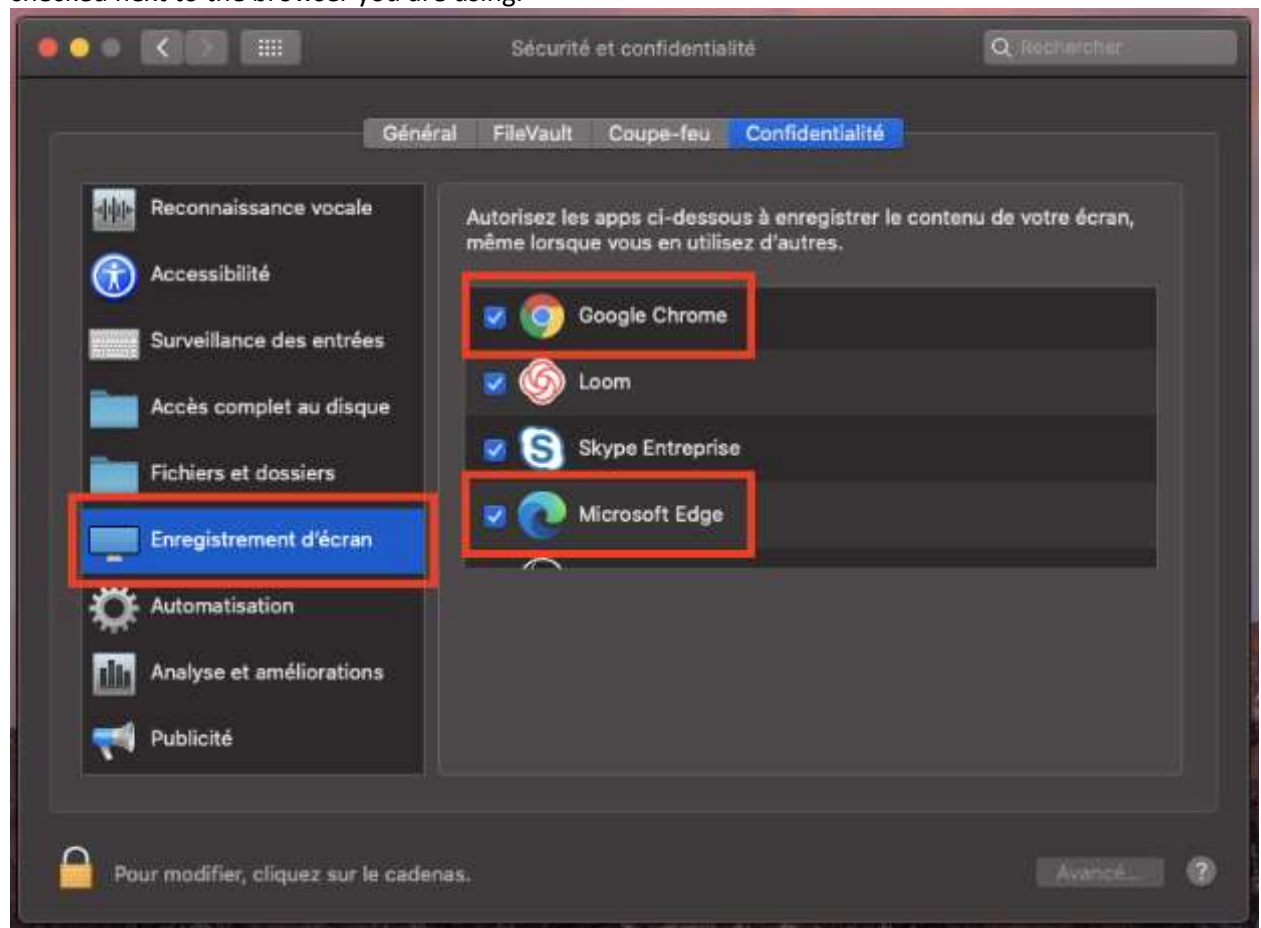 checked next to the browser you are using.
Sécurité et confidentialité
Rechercher
Général FileVault Coupe-feu Confidentialité
Reconnaissance vocale
Accessibilité
Surveillance des entrées
Accès complet au disque
Fichiers et dossiers
Enregistrement d'écran
Automatisation
Analyse et améliorations
Publicité
Autorisez les apps ci-dessous à enregistrer le contenu de votre écran,
même lorsque vous en utilisez d'autres.
Google Chrome
Loom
Skype Entreprise
Microsoft Edge
Pour modifier, cliquez sur le cadenas.
Avancé...
?